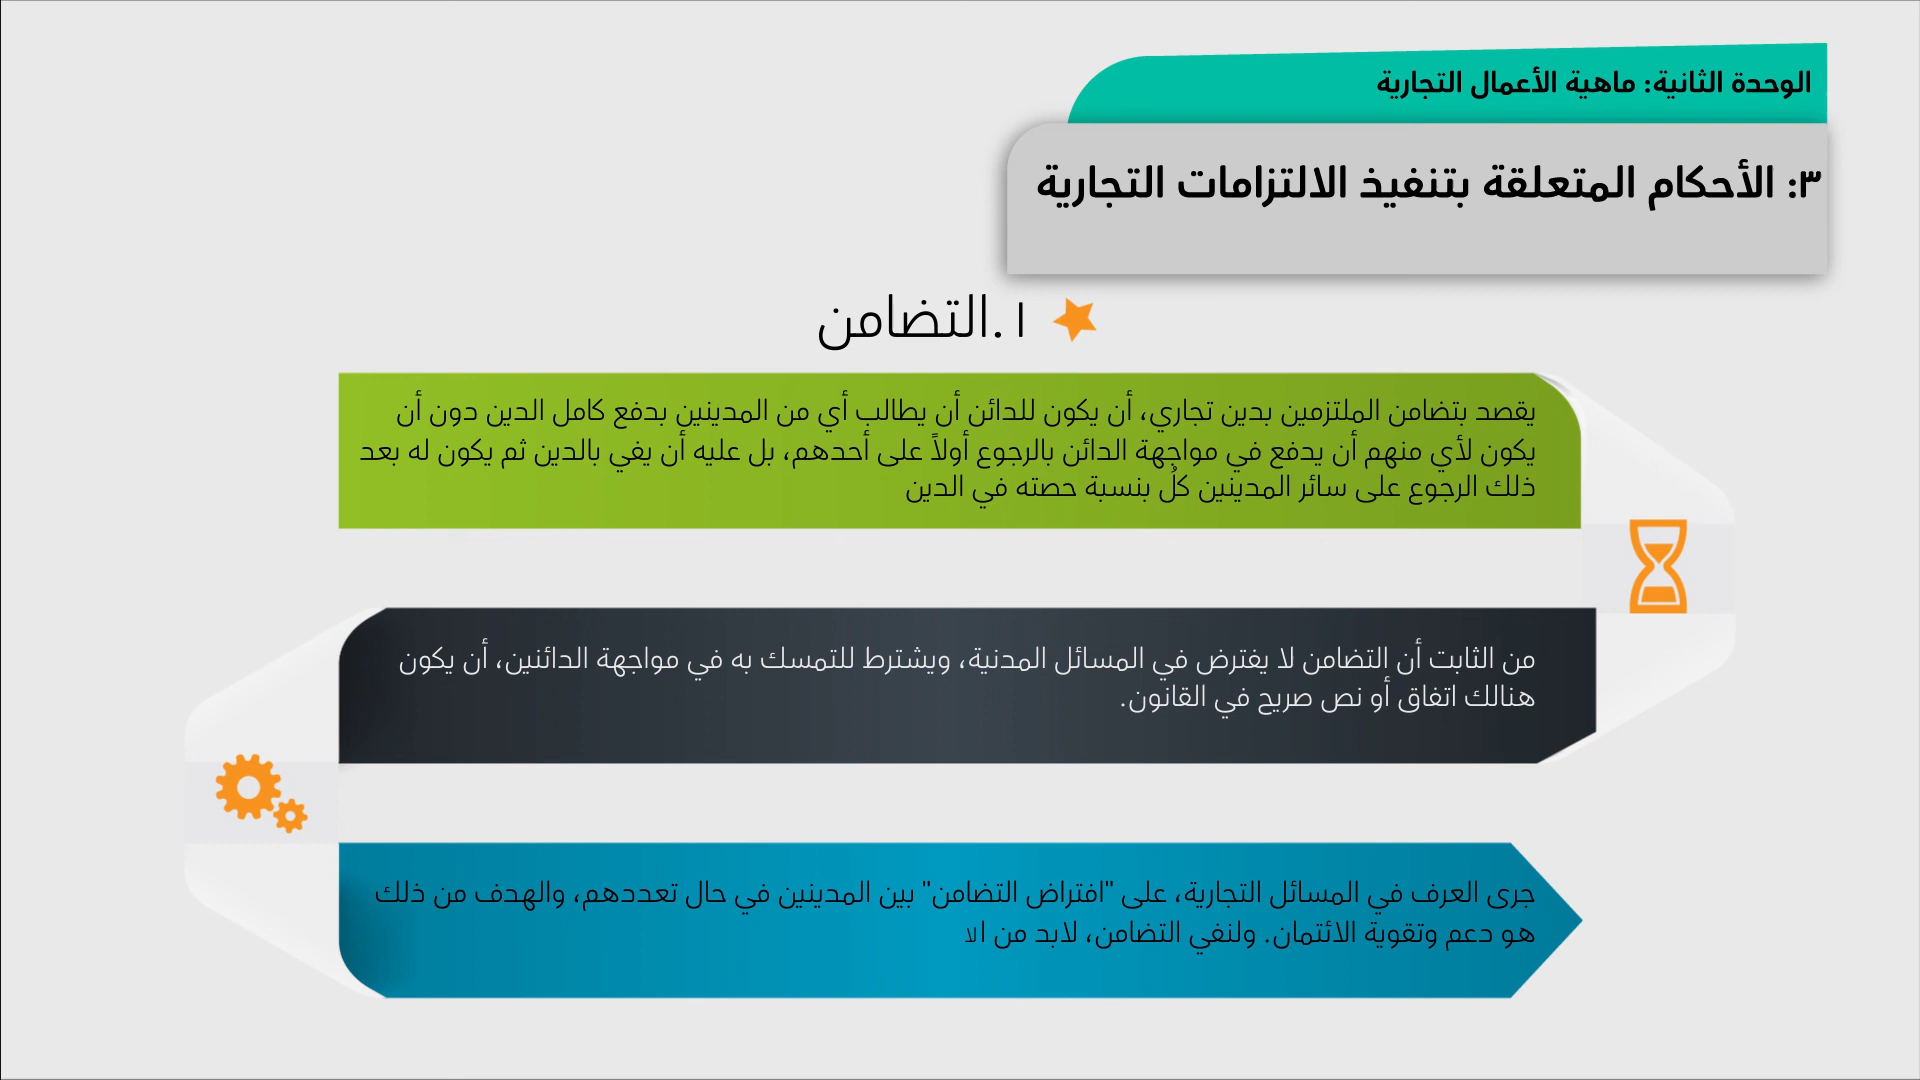 الوحدة الثانية: ماهية الأعمال التجارية
٣: الأحكام المتعلقة بتنفيذ الالتزامات التجارية
١.التضامن
يقصد بتضامن الملتزمين بدين تجاري، أن يكون للدائن أن يطالب أي من المدينين بدفع كامل الدين دون أن
يكون لأي منهم أن يدفع في مواجهة الدائن بالرجوع أولاً على أحدهم، بل عليه أن يفي بالدين ثم يكون له بعد
ذلك الرجوع على سائر المدينين كلُ بنسبة حصته في الدين
من الثابت أن التضامن لا يفترض في المسائل المدنية، ويشترط للتمسك به في مواجهة الدائنين، أن يكون
هنالك اتفاق أو نص صريح في القانون.
جرى العرف في المسائل التجارية، على "افتراض التضامن" بين المدينين في حال تعددهم، والهدف من ذلك
هو دعم وتقوية الائتمان. ولنفي التضامن، لابد من الا